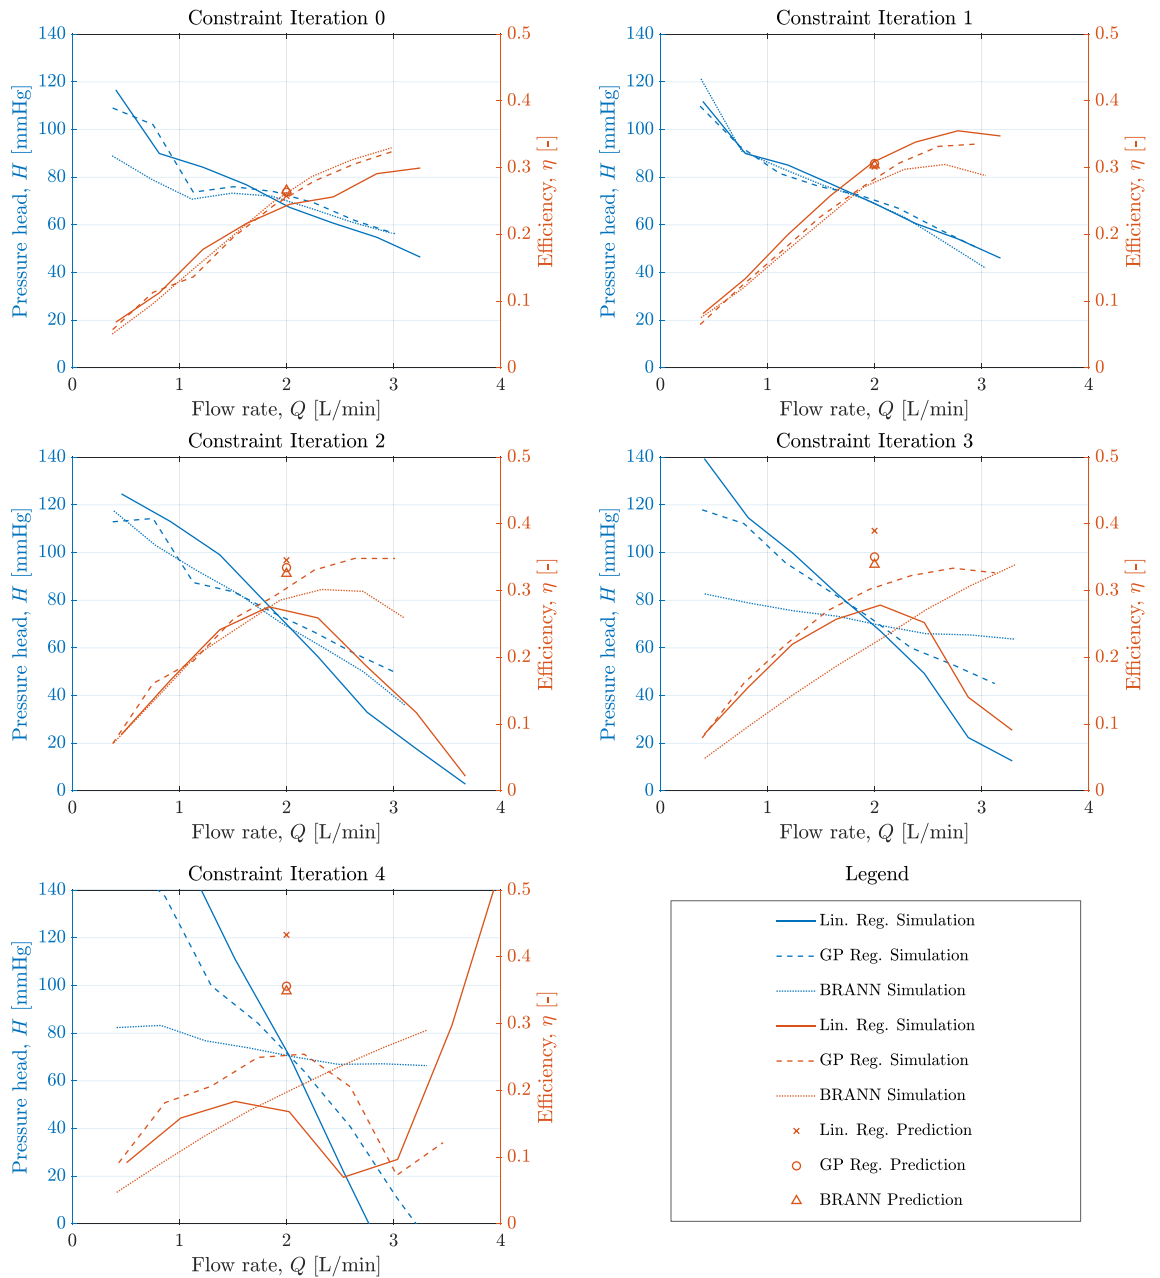 Constraint Iteration 0
140
120
100
80
60
40
20
0
Pressure head, H [mmHg]
0.5
0.4
0.3
0.2
0.1
0
Efficiency, η [-]
0 1 2 3 4
Flow rate, Q [L/min]
Constraint Iteration 1
140
120
100
80
60
40
20
0
Pressure head, H [mmHg]
0.5
0.4
0.3
0.2
0.1
0
Efficiency, η [-]
0 1 2 3 4
Flow rate, Q [L/min]
Constraint Iteration 2
140
120
100
80
60
40
20
0
Pressure head, H [mmHg]
0.5
0.4
0.3
0.2
0.1
0
Efficiency, η [-]
0 1 2 3 4
Flow rate, Q [L/min]
Constraint Iteration 3
140
120
100
80
60
40
20
0
Pressure head, H [mmHg]
0.5
0.4
0.3
0.2
0.1
0
Efficiency, η [-]
0 1 2 3 4
Flow rate, Q [L/min]
Constraint Iteration 4
140
120
100
80
60
40
20
0
Pressure head, H [mmHg]
0.5
0.4
0.3
0.2
0.1
0
Efficiency, η [-]
0 1 2 3 4
Flow rate, Q [L/min]
Legend
Lin. Reg. Simulation
GP Reg. Simulation
BRANN Simulation
Lin. Reg. Simulation
GP Reg. Simulation
BRANN Simulation
Lin. Reg. Prediction
GP Reg. Prediction
BRANN Prediction